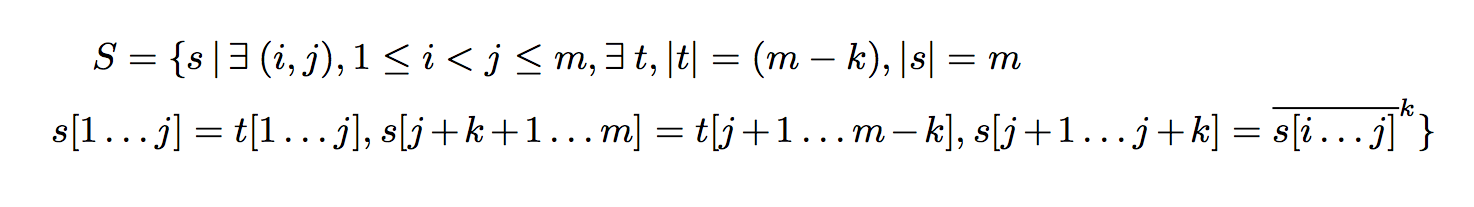 S = {s | ∃ (i, j), 1 ≤ i < j ≤ m, ∃ t, |t| = (m − k), |s| = m
s[1 … j] = t[1 … j], s[j+k+1 … m] = t[j+1 … m−k], s[j+1 … j+k] = \overline{s[i … j]}^k}